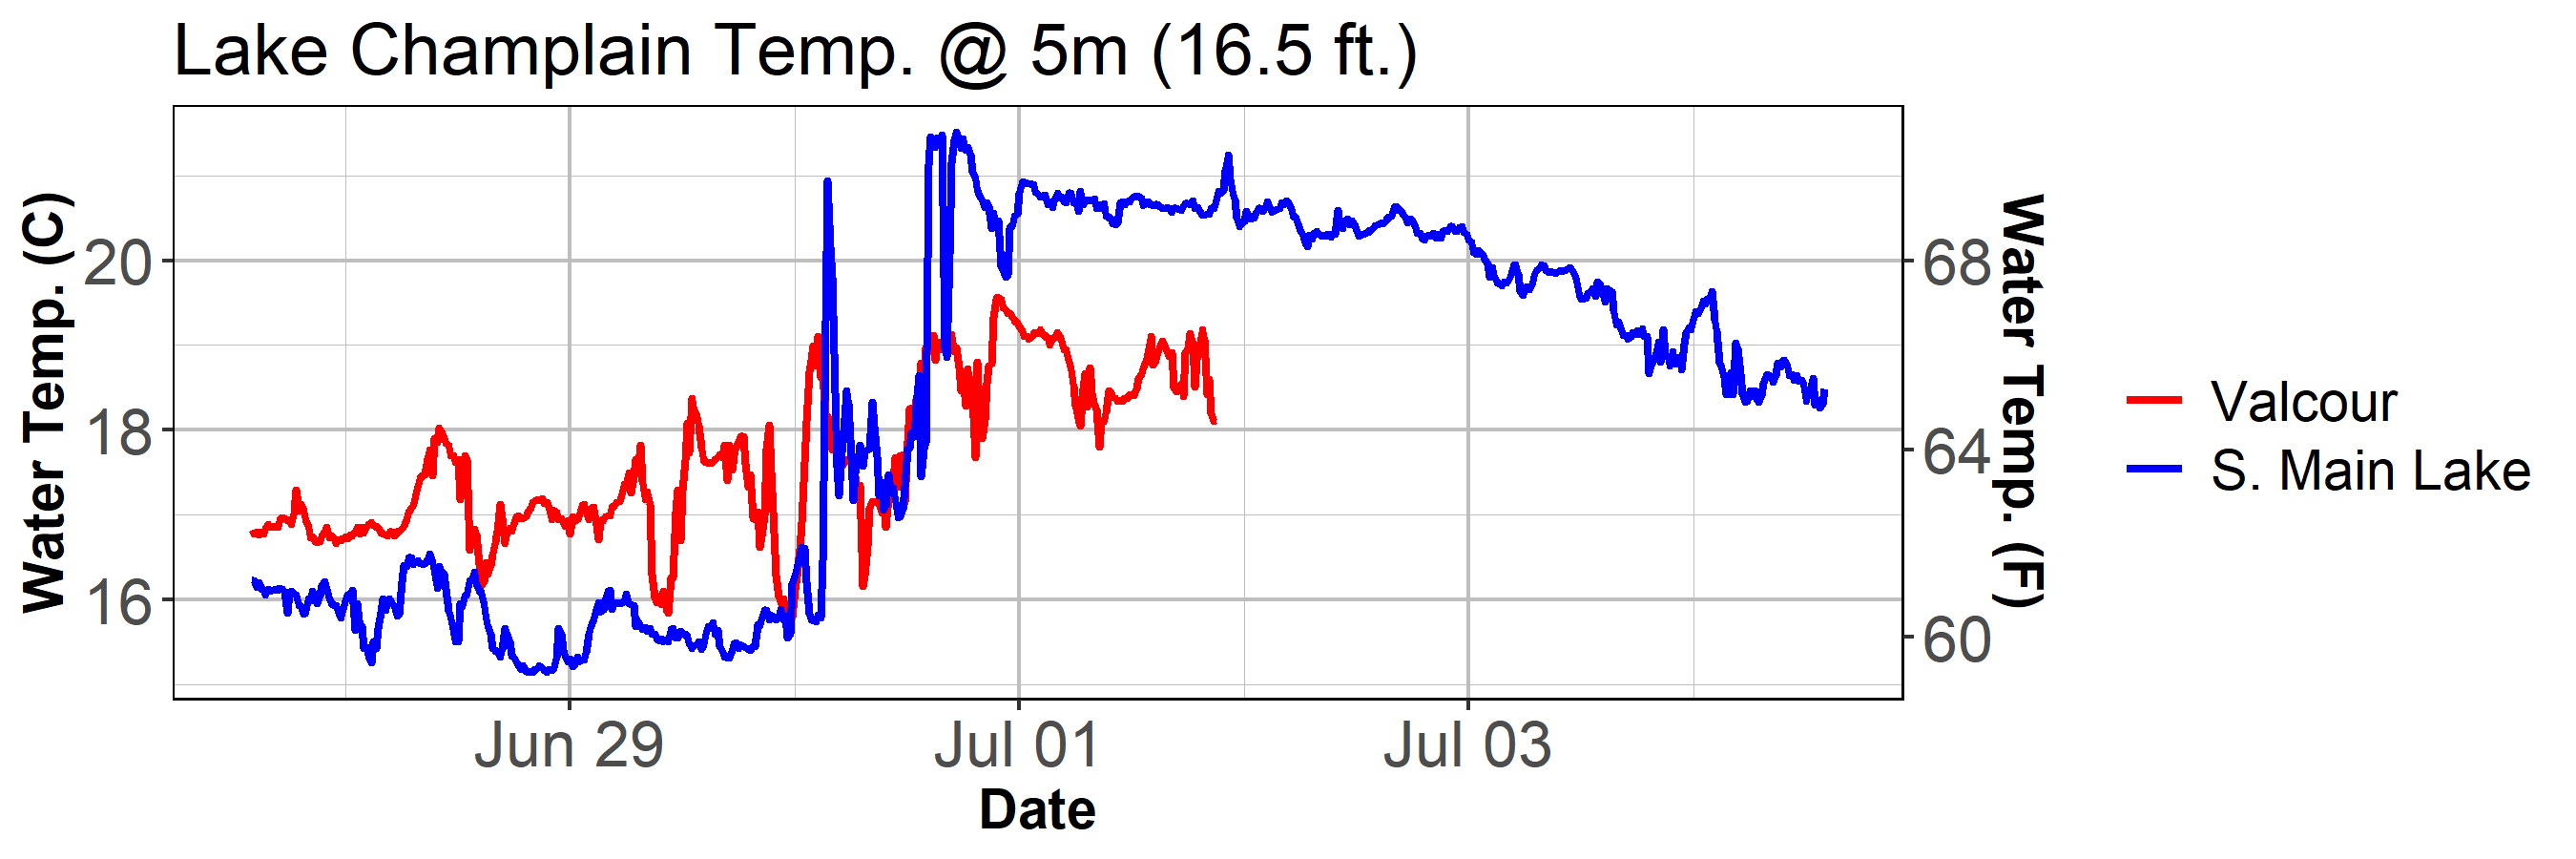 Lake Champlain Temp. @ 5m (16.5 ft.)
Water Temp. (C)
20
18
16
68
64
60
Water Temp. (F)
Jun 29
Jul 01
Jul 03
Date
Valcour
S. Main Lake